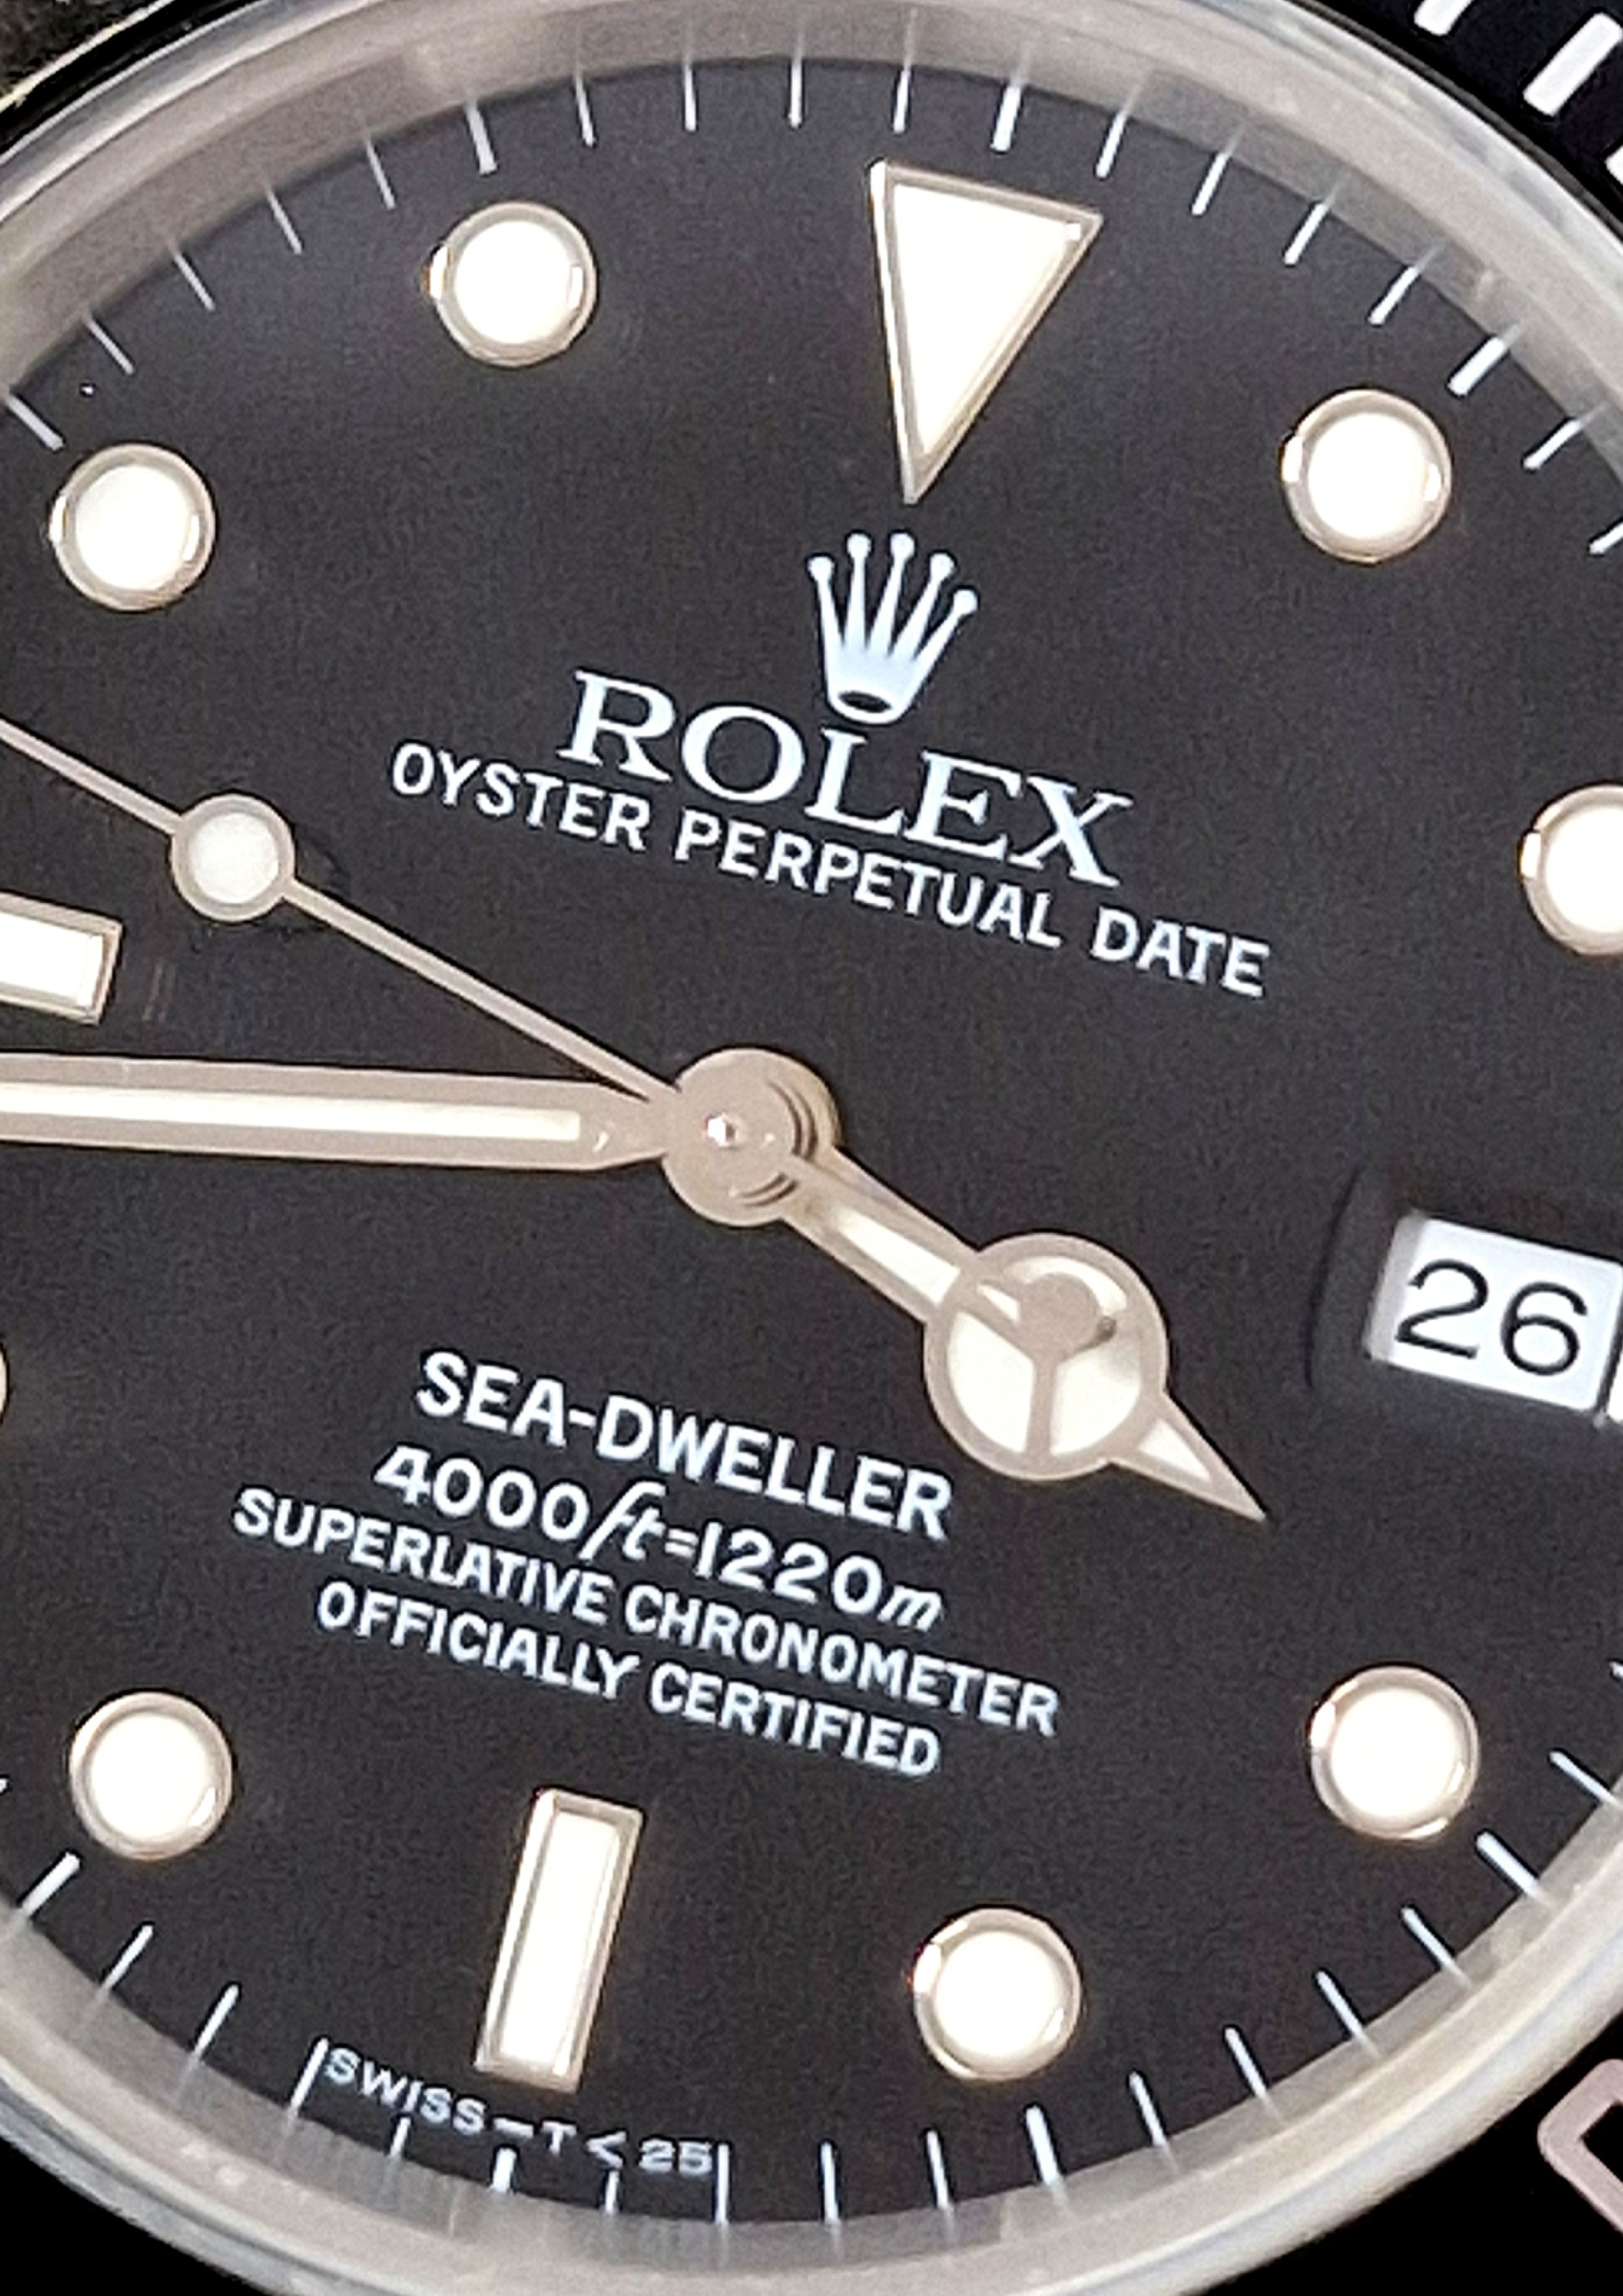 ROLEX
OYSTER PERPETUAL DATE
26
SEA-DWELLER
4000ft=1220m
SUPERLATIVE CHRONOMETER
OFFICIALLY CERTIFIED
SWISS-T<25